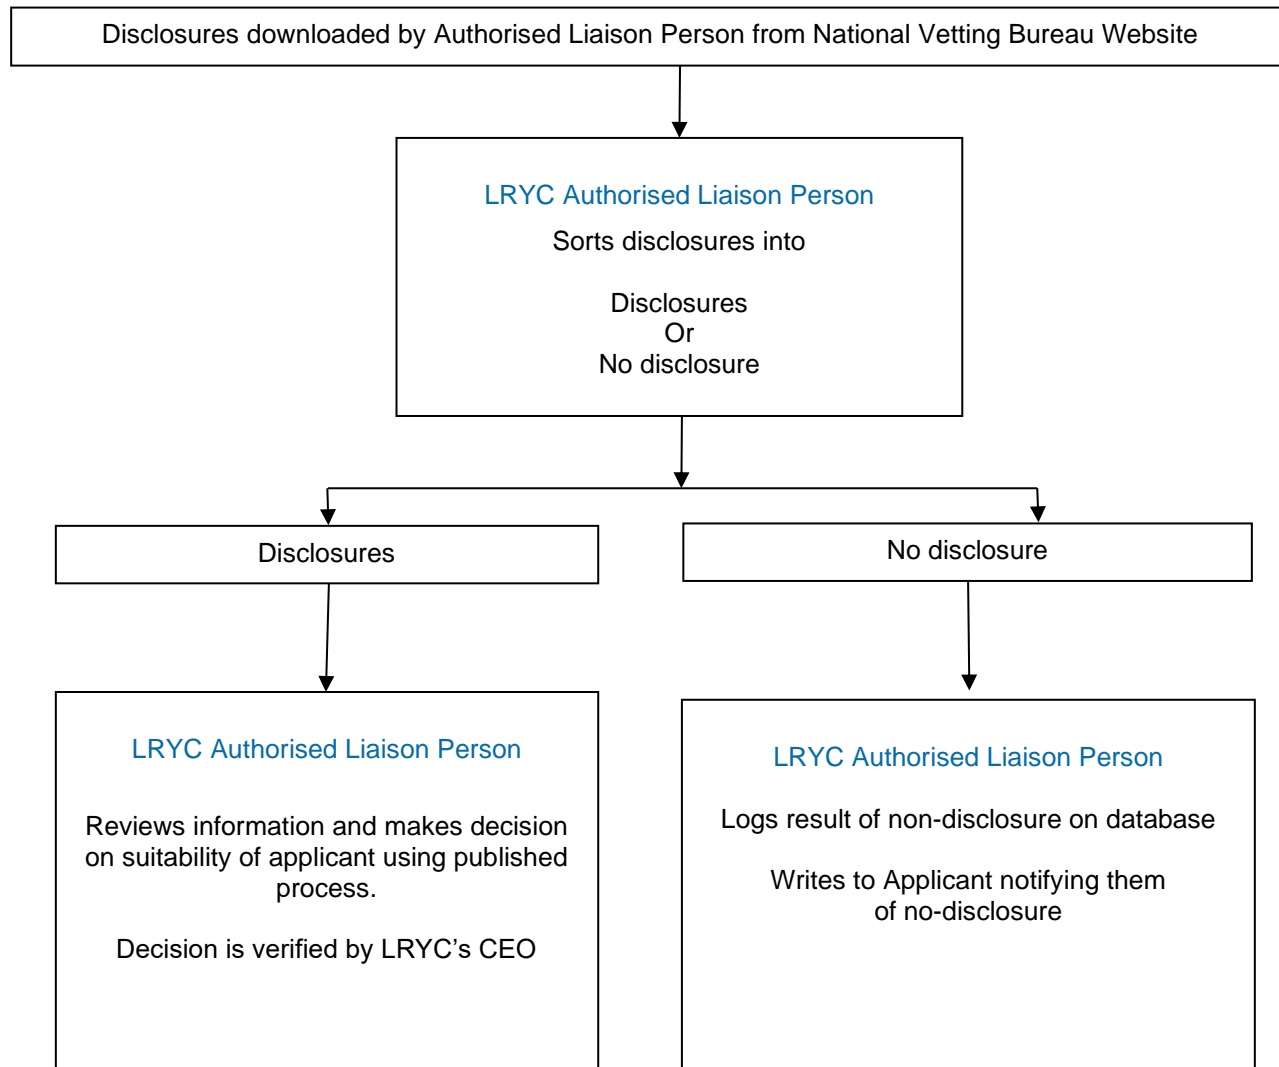 Disclosures downloaded by Authorised Liaison Person from National Vetting Bureau Website
LRYC Authorised Liaison Person
Sorts disclosures into
Disclosures
Or
No disclosure
Disclosures
No disclosure
LRYC Authorised Liaison Person
Reviews information and makes decision
on suitability of applicant using published
process.
Decision is verified by LRYC’s CEO
LRYC Authorised Liaison Person
Logs result of non-disclosure on database
Writes to Applicant notifying them
of no-disclosure